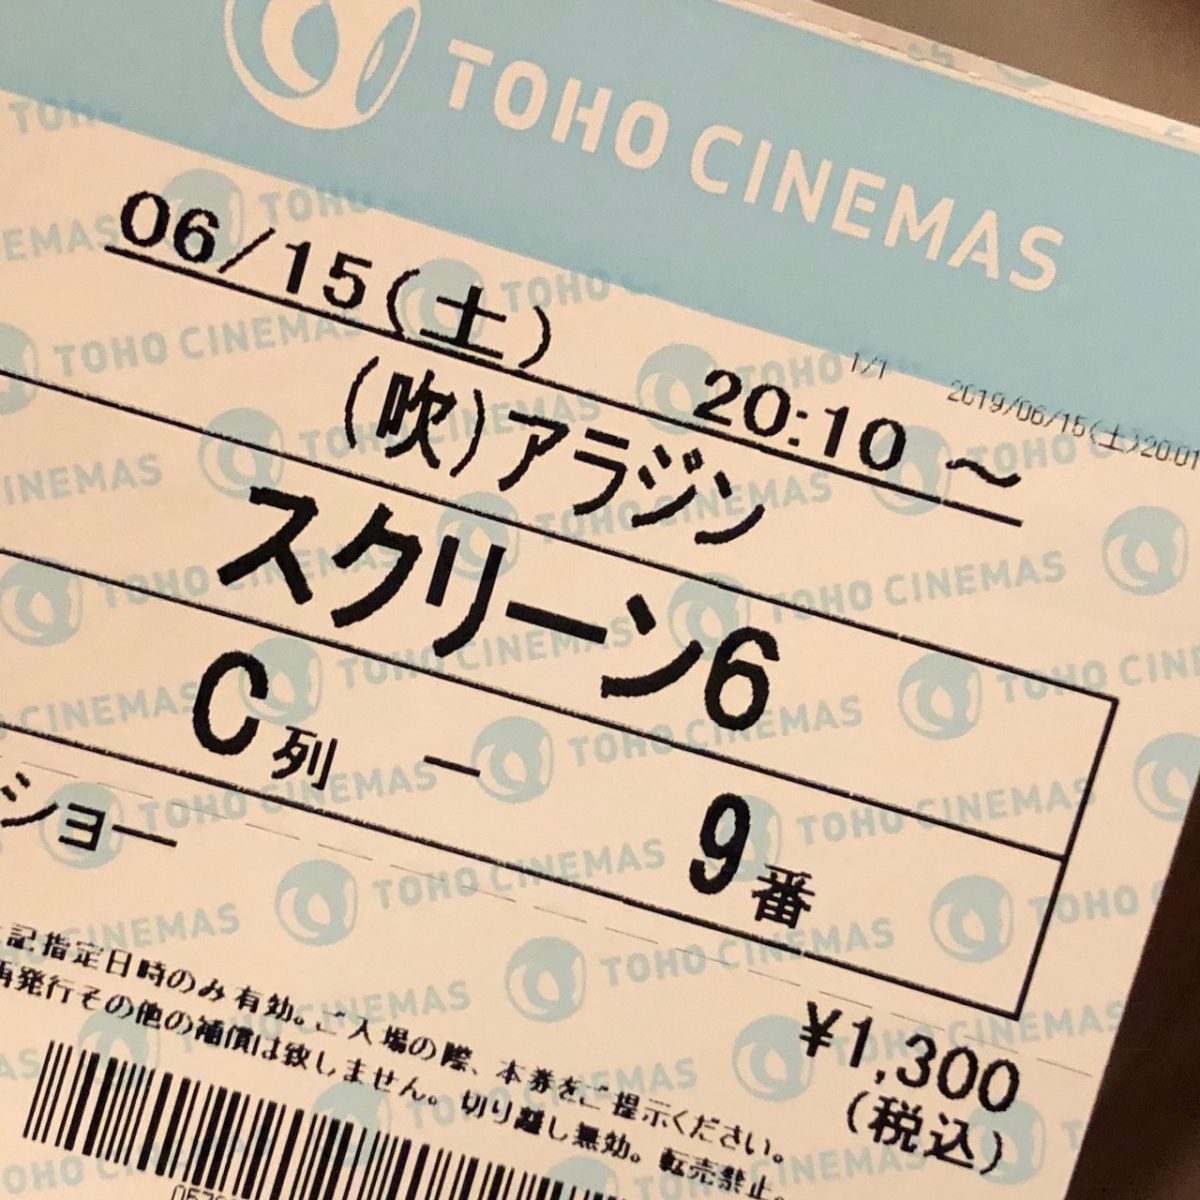 TOHO CINEMAS
1/1 2019/06/15(土)20:01
06/15(土) 20:10 ～
(吹)アラジン
スクリーン6
C列 － 9番
ショー
¥1,300
(税込)
記指定日時のみ有効。ご入場の際、本券をご提示ください。
再発行その他の補償は致しません。切り離し無効。転売禁止。